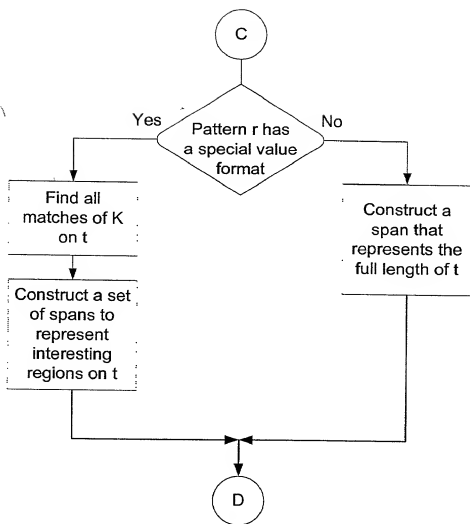 C
Yes
Pattern r has
a special value
format
No
Find all
matches of K
on t
Construct a
span that
represents the
full length of t
Construct a set
of spans to
represent
interesting
regions on t
D